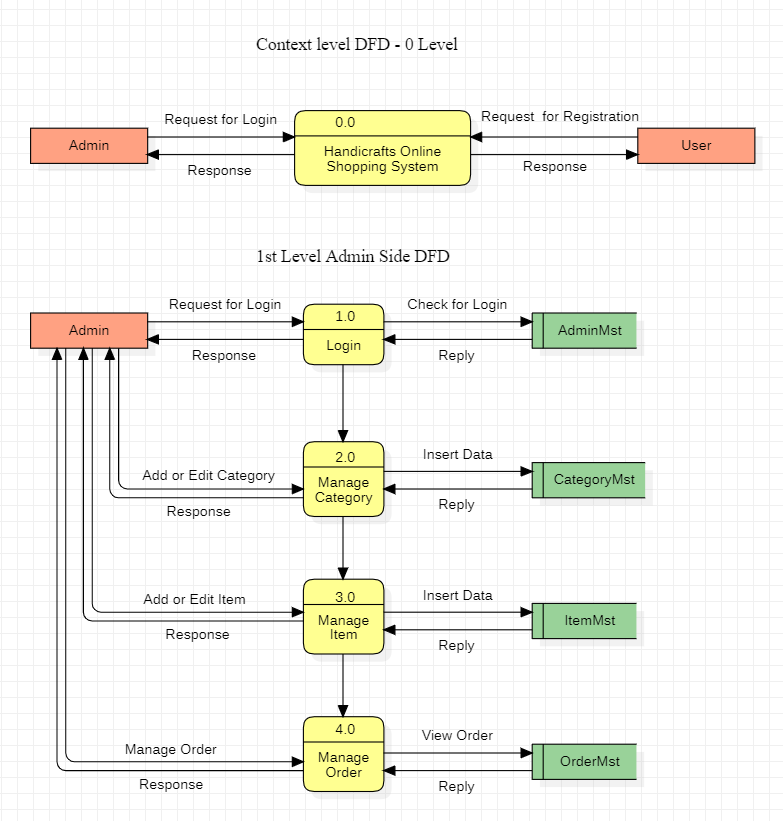 Context level DFD - 0 Level
Request for Login
0.0
Request  for Registration
Admin
Handicrafts Online
Shopping System
User
Response
Response
1st Level Admin Side DFD
Request for Login
1.0
Check for Login
Admin
Login
AdminMst
Response
Reply
2.0
Insert Data
Add or Edit Category
Manage
Category
CategoryMst
Response
Reply
3.0
Insert Data
Add or Edit Item
Manage
Item
ItemMst
Response
Reply
4.0
View Order
Manage Order
Manage
Order
OrderMst
Response
Reply